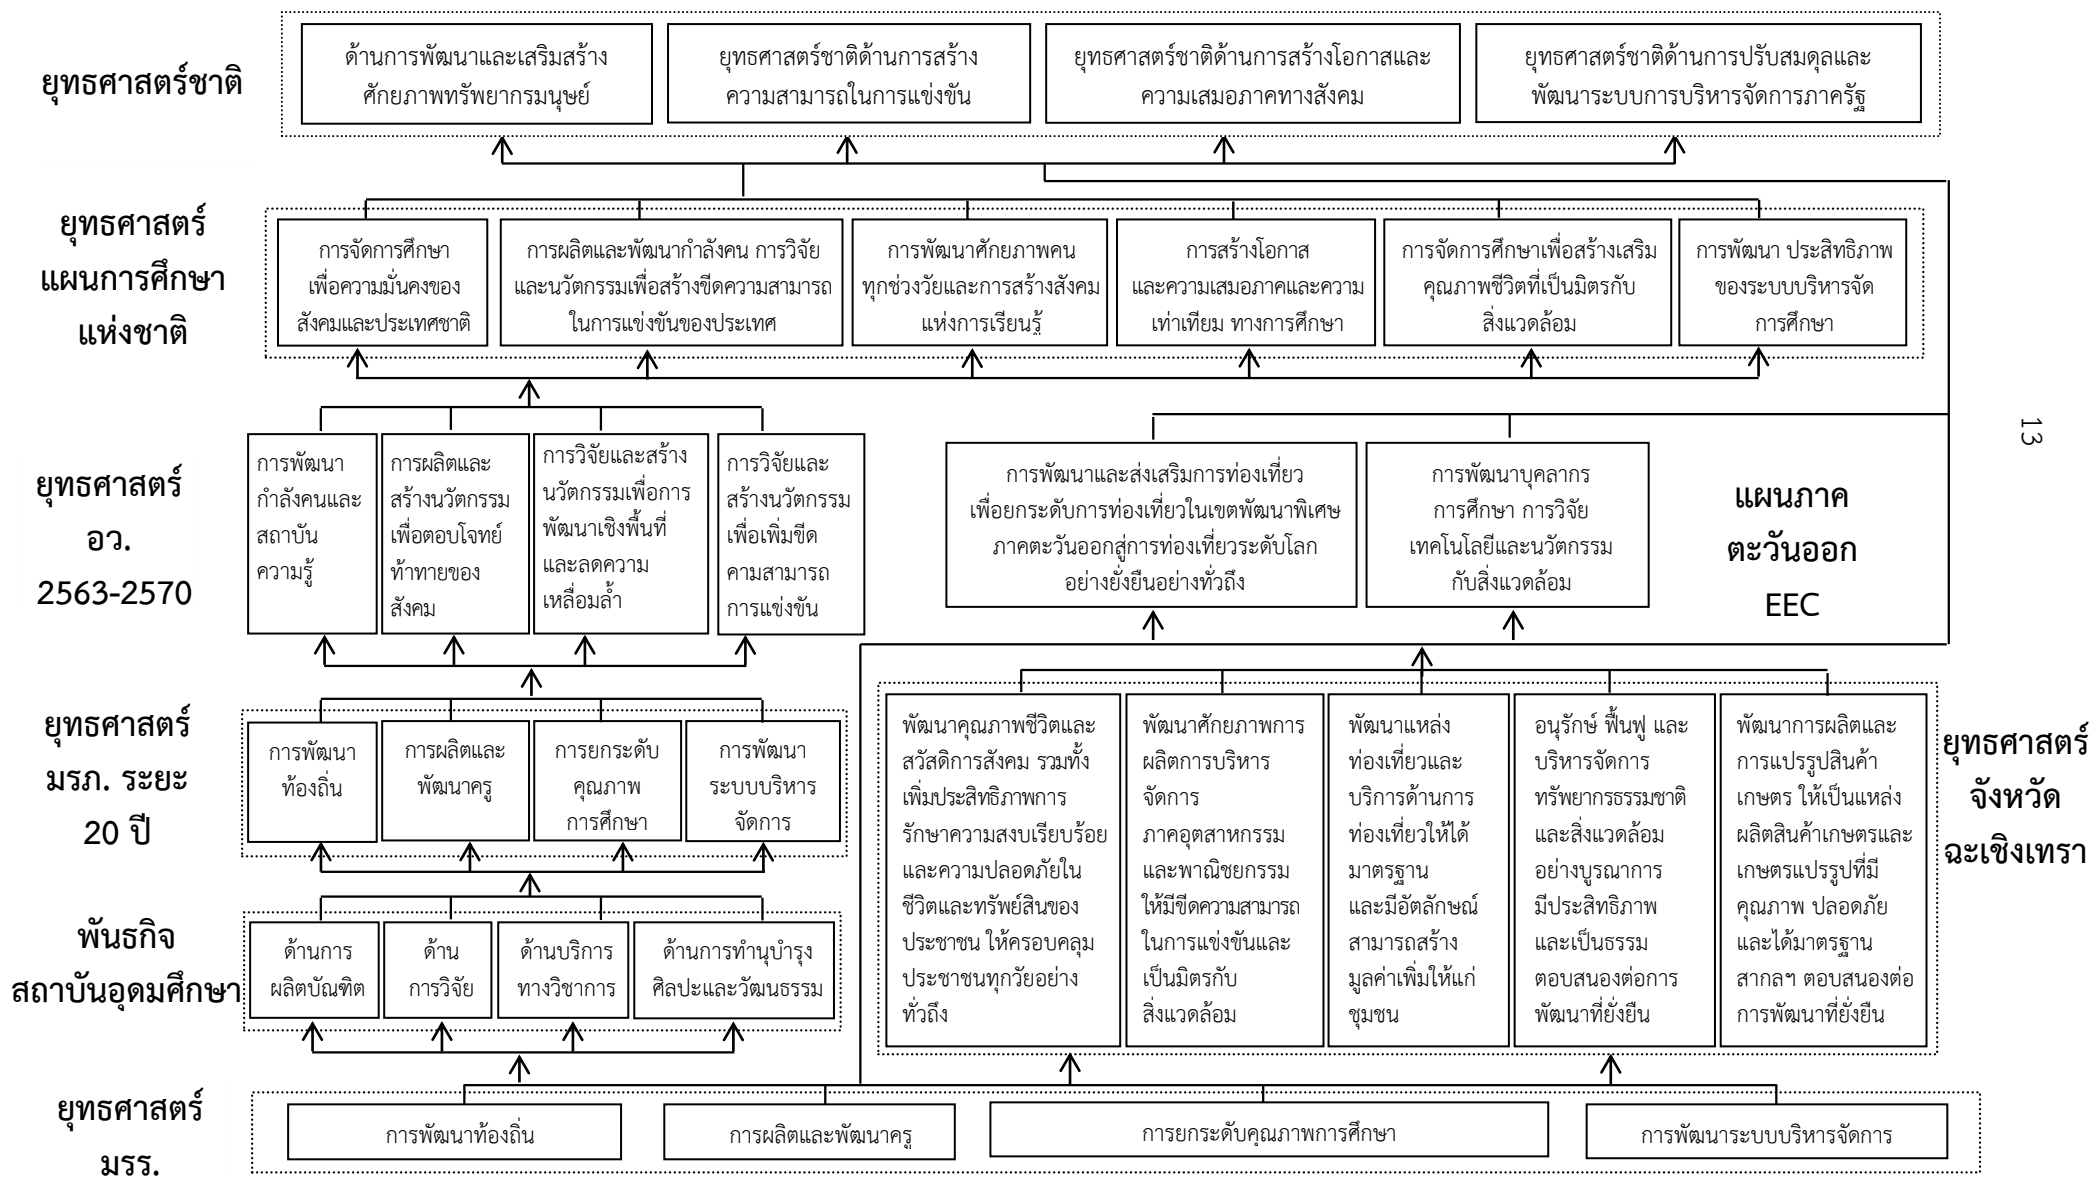 ยุทธศาสตร์ชาติ
ด้านการพัฒนาและเสริมสร้าง
ศักยภาพทรัพยากรมนุษย์
ยุทธศาสตร์ชาติด้านการสร้าง
ความสามารถในการแข่งขัน
ยุทธศาสตร์ชาติด้านการสร้างโอกาสและ
ความเสมอภาคทางสังคม
ยุทธศาสตร์ชาติด้านการปรับสมดุลและ
พัฒนาระบบการบริหารจัดการภาครัฐ
ยุทธศาสตร์
แผนการศึกษา
แห่งชาติ
การจัดการศึกษา
เพื่อความมั่นคงของ
สังคมและประเทศชาติ
การผลิตและพัฒนากำลังคน การวิจัย
และนวัตกรรมเพื่อสร้างขีดความสามารถ
ในการแข่งขันของประเทศ
การพัฒนาศักยภาพคน
ทุกช่วงวัยและการสร้างสังคม
แห่งการเรียนรู้
การสร้างโอกาส
และความเสมอภาคและความ
เท่าเทียม ทางการศึกษา
การจัดการศึกษาเพื่อสร้างเสริม
คุณภาพชีวิตที่เป็นมิตรกับ
สิ่งแวดล้อม
การพัฒนา ประสิทธิภาพ
ของระบบบริหารจัด
การศึกษา
13
ยุทธศาสตร์
อว.
2563-2570
การพัฒนา
กำลังคนและ
สถาบัน
ความรู้
การผลิตและ
สร้างนวัตกรรม
เพื่อตอบโจทย์
ท้าทายของ
สังคม
การวิจัยและสร้าง
นวัตกรรมเพื่อการ
พัฒนาเชิงพื้นที่
และลดความ
เหลื่อมล้ำ
การวิจัยและ
สร้างนวัตกรรม
เพื่อเพิ่มขีด
คามสามารถ
การแข่งขัน
การพัฒนาและส่งเสริมการท่องเที่ยว
เพื่อยกระดับการท่องเที่ยวในเขตพัฒนาพิเศษ
ภาคตะวันออกสู่การท่องเที่ยวระดับโลก
อย่างยั่งยืนอย่างทั่วถึง
การพัฒนาบุคลากร
การศึกษา การวิจัย
เทคโนโลยีและนวัตกรรม
กับสิ่งแวดล้อม
แผนภาค
ตะวันออก
EEC
ยุทธศาสตร์
มรภ. ระยะ
20 ปี
การพัฒนา
ท้องถิ่น
การผลิตและ
พัฒนาครู
การยกระดับ
คุณภาพ
การศึกษา
การพัฒนา
ระบบบริหาร
จัดการ
พัฒนาคุณภาพชีวิตและ
สวัสดิการสังคม รวมทั้ง
เพิ่มประสิทธิภาพการ
รักษาความสงบเรียบร้อย
และความปลอดภัยใน
ชีวิตและทรัพย์สินของ
ประชาชน ให้ครอบคลุม
ประชาชนทุกวัยอย่าง
ทั่วถึง
พัฒนาศักยภาพการ
ผลิตการบริหาร
จัดการ
ภาคอุตสาหกรรม
และพาณิชยกรรม
ให้มีขีดความสามารถ
ในการแข่งขันและ
เป็นมิตรกับ
สิ่งแวดล้อม
พัฒนาแหล่ง
ท่องเที่ยวและ
บริการด้านการ
ท่องเที่ยวให้ได้
มาตรฐาน
และมีอัตลักษณ์
สามารถสร้าง
มูลค่าเพิ่มให้แก่
ชุมชน
อนุรักษ์ ฟื้นฟู และ
บริหารจัดการ
ทรัพยากรธรรมชาติ
และสิ่งแวดล้อม
อย่างบูรณาการ
มีประสิทธิภาพ
และเป็นธรรม
ตอบสนองต่อการ
พัฒนาที่ยั่งยืน
พัฒนาการผลิตและ
การแปรรูปสินค้า
เกษตร ให้เป็นแหล่ง
ผลิตสินค้าเกษตรและ
เกษตรแปรรูปที่มี
คุณภาพ ปลอดภัย
และได้มาตรฐาน
สากลฯ ตอบสนองต่อ
การพัฒนาที่ยั่งยืน
ยุทธศาสตร์
จังหวัด
ฉะเชิงเทรา
พันธกิจ
สถาบันอุดมศึกษา
ด้านการ
ผลิตบัณฑิต
ด้าน
การวิจัย
ด้านบริการ
ทางวิชาการ
ด้านการทำนุบำรุง
ศิลปะและวัฒนธรรม
ยุทธศาสตร์
มรร.
การพัฒนาท้องถิ่น
การผลิตและพัฒนาครู
การยกระดับคุณภาพการศึกษา
การพัฒนาระบบบริหารจัดการ